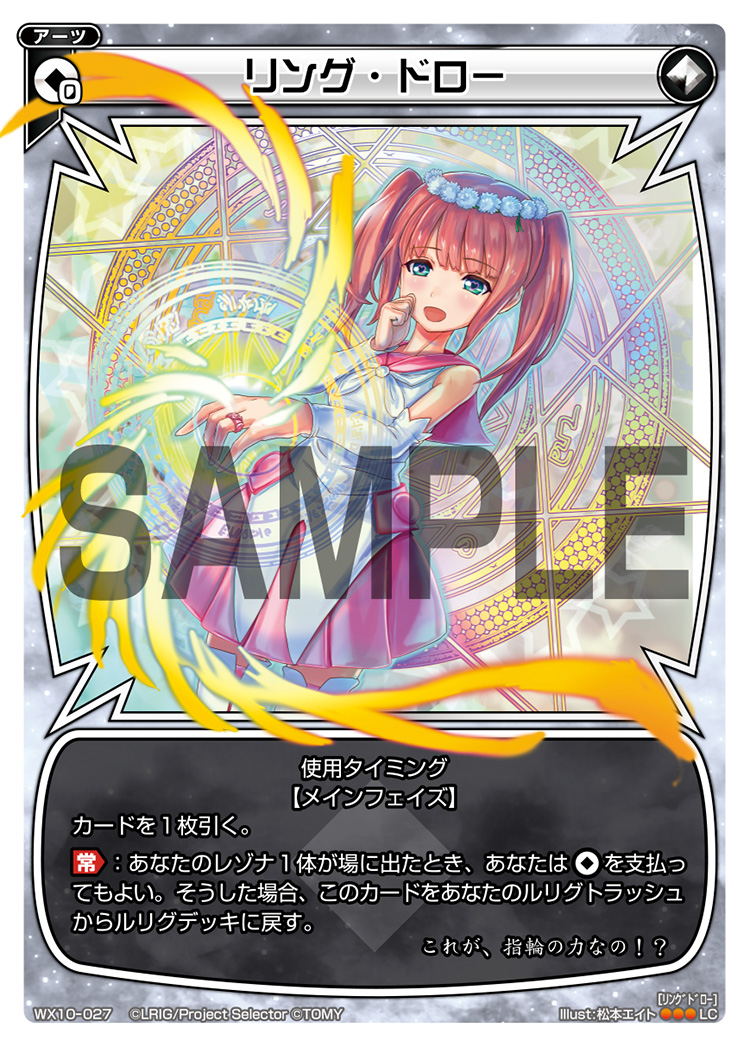 アーツ
0
リング・ドロー
SAMPLE
使用タイミング
【メインフェイズ】
カードを1枚引く。
常：あなたのレゾナ1体が場に出たとき、あなたは◆を支払っ
てもよい。そうした場合、このカードをあなたのルリグトラッシュ
からルリグデッキに戻す。
これが、指輪の力なの！？
[リングドロー]
WX10-027 ©LRIG/Project Selector ©TOMY Illust:松本エイト LC